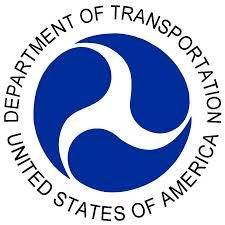 DEPARTMENT OF TRANSPORTATION
UNITED STATES OF AMERICA